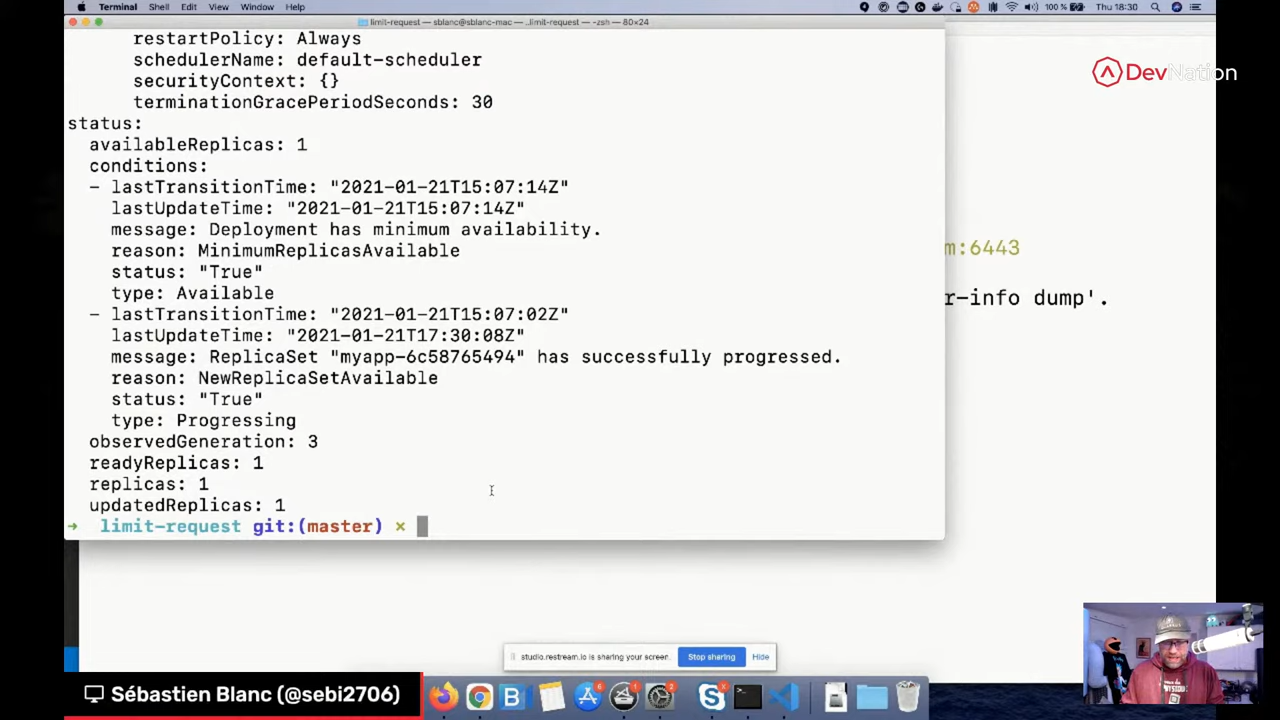 Terminal Shell Edit View Window Help
100 % Thu 18:30
limit-request — sblanc@sblanc-mac — ..limit-request — -zsh — 80×24
restartPolicy: Always
schedulerName: default-scheduler
securityContext: {}
terminationGracePeriodSeconds: 30
status:
availableReplicas: 1
conditions:
- lastTransitionTime: "2021-01-21T15:07:14Z"
lastUpdateTime: "2021-01-21T15:07:14Z"
message: Deployment has minimum availability.
reason: MinimumReplicasAvailable
status: "True"
type: Available
- lastTransitionTime: "2021-01-21T15:07:02Z"
lastUpdateTime: "2021-01-21T17:30:08Z"
message: ReplicaSet "myapp-6c58765494" has successfully progressed.
reason: NewReplicaSetAvailable
status: "True"
type: Progressing
observedGeneration: 3
readyReplicas: 1
replicas: 1
updatedReplicas: 1
➜ limit-request git:(master) ×
DevNation
m:6443
r-info dump'.
studio.restream.io is sharing your screen. Stop sharing Hide
Sébastien Blanc (@sebi2706)